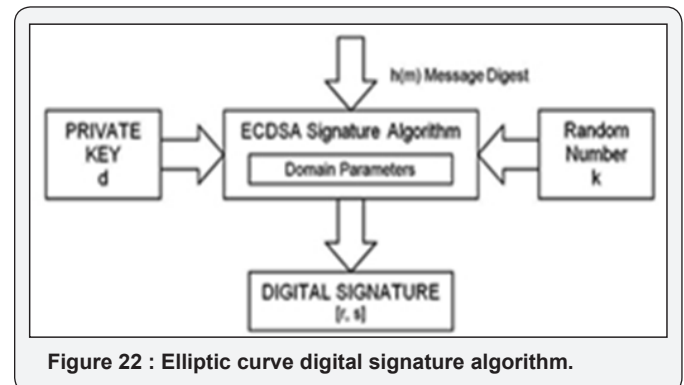 h(m) Message Digest
PRIVATE
KEY
d
ECDSA Signature Algorithm
Domain Parameters
Random
Number
k
DIGITAL SIGNATURE
[r, s]
Figure 22 : Elliptic curve digital signature algorithm.